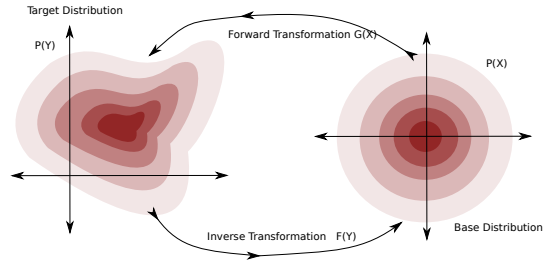 Target Distribution
P(Y)
Forward Transformation G(X)
P(X)
Inverse Transformation F(Y)
Base Distribution